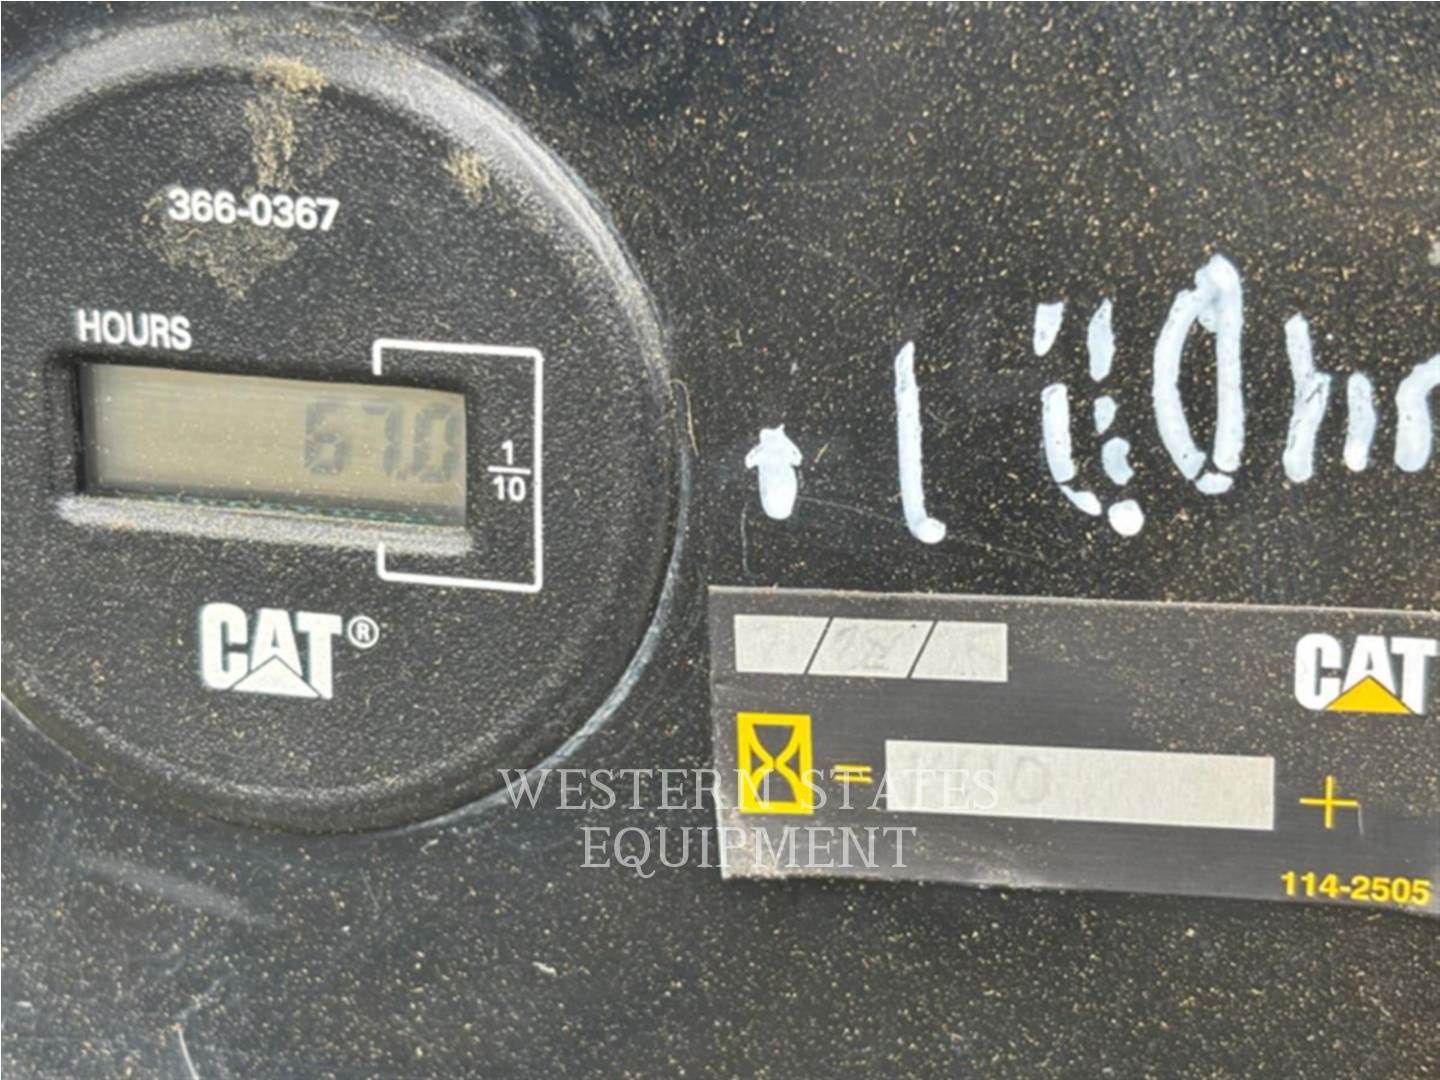 366-0367
HOURS
67.0
1
10
CAT®
CAT
=
+
114-2505
WESTERN STATES
EQUIPMENT